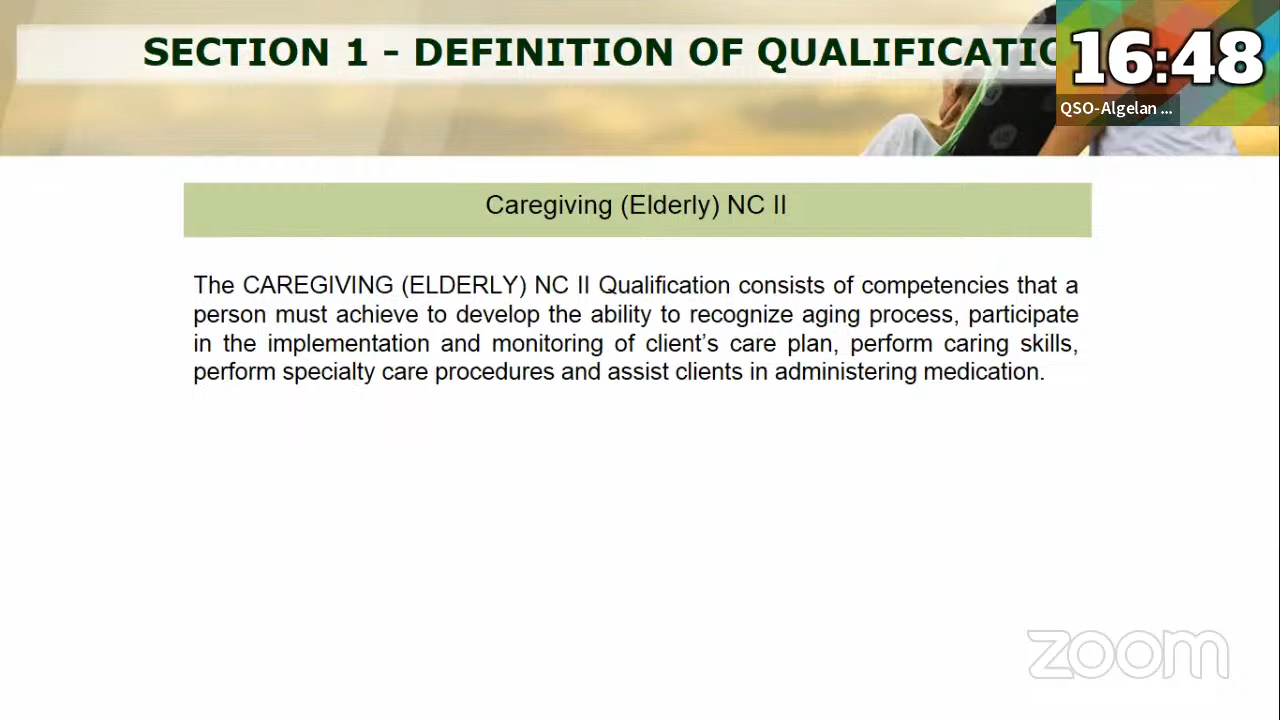 SECTION 1 - DEFINITION OF QUALIFICATIO
16:48
QSO-Algelan ...
Caregiving (Elderly) NC II
The CAREGIVING (ELDERLY) NC II Qualification consists of competencies that a
person must achieve to develop the ability to recognize aging process, participate
in the implementation and monitoring of client's care plan, perform caring skills,
perform specialty care procedures and assist clients in administering medication.
zoom